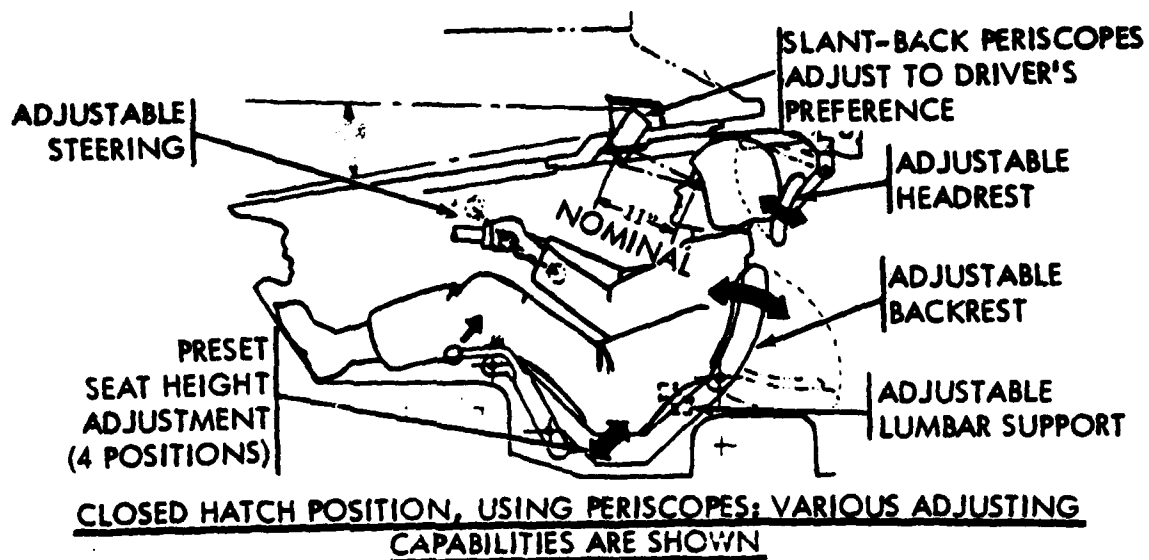 SLANT-BACK PERISCOPES
ADJUST TO DRIVER'S
PREFERENCE
ADJUSTABLE
STEERING
ADJUSTABLE
HEADREST
11"
NOMINAL
ADJUSTABLE
BACKREST
PRESET
SEAT HEIGHT
ADJUSTMENT
(4 POSITIONS)
ADJUSTABLE
LUMBAR SUPPORT
CLOSED HATCH POSITION, USING PERISCOPES; VARIOUS ADJUSTING
CAPABILITIES ARE SHOWN